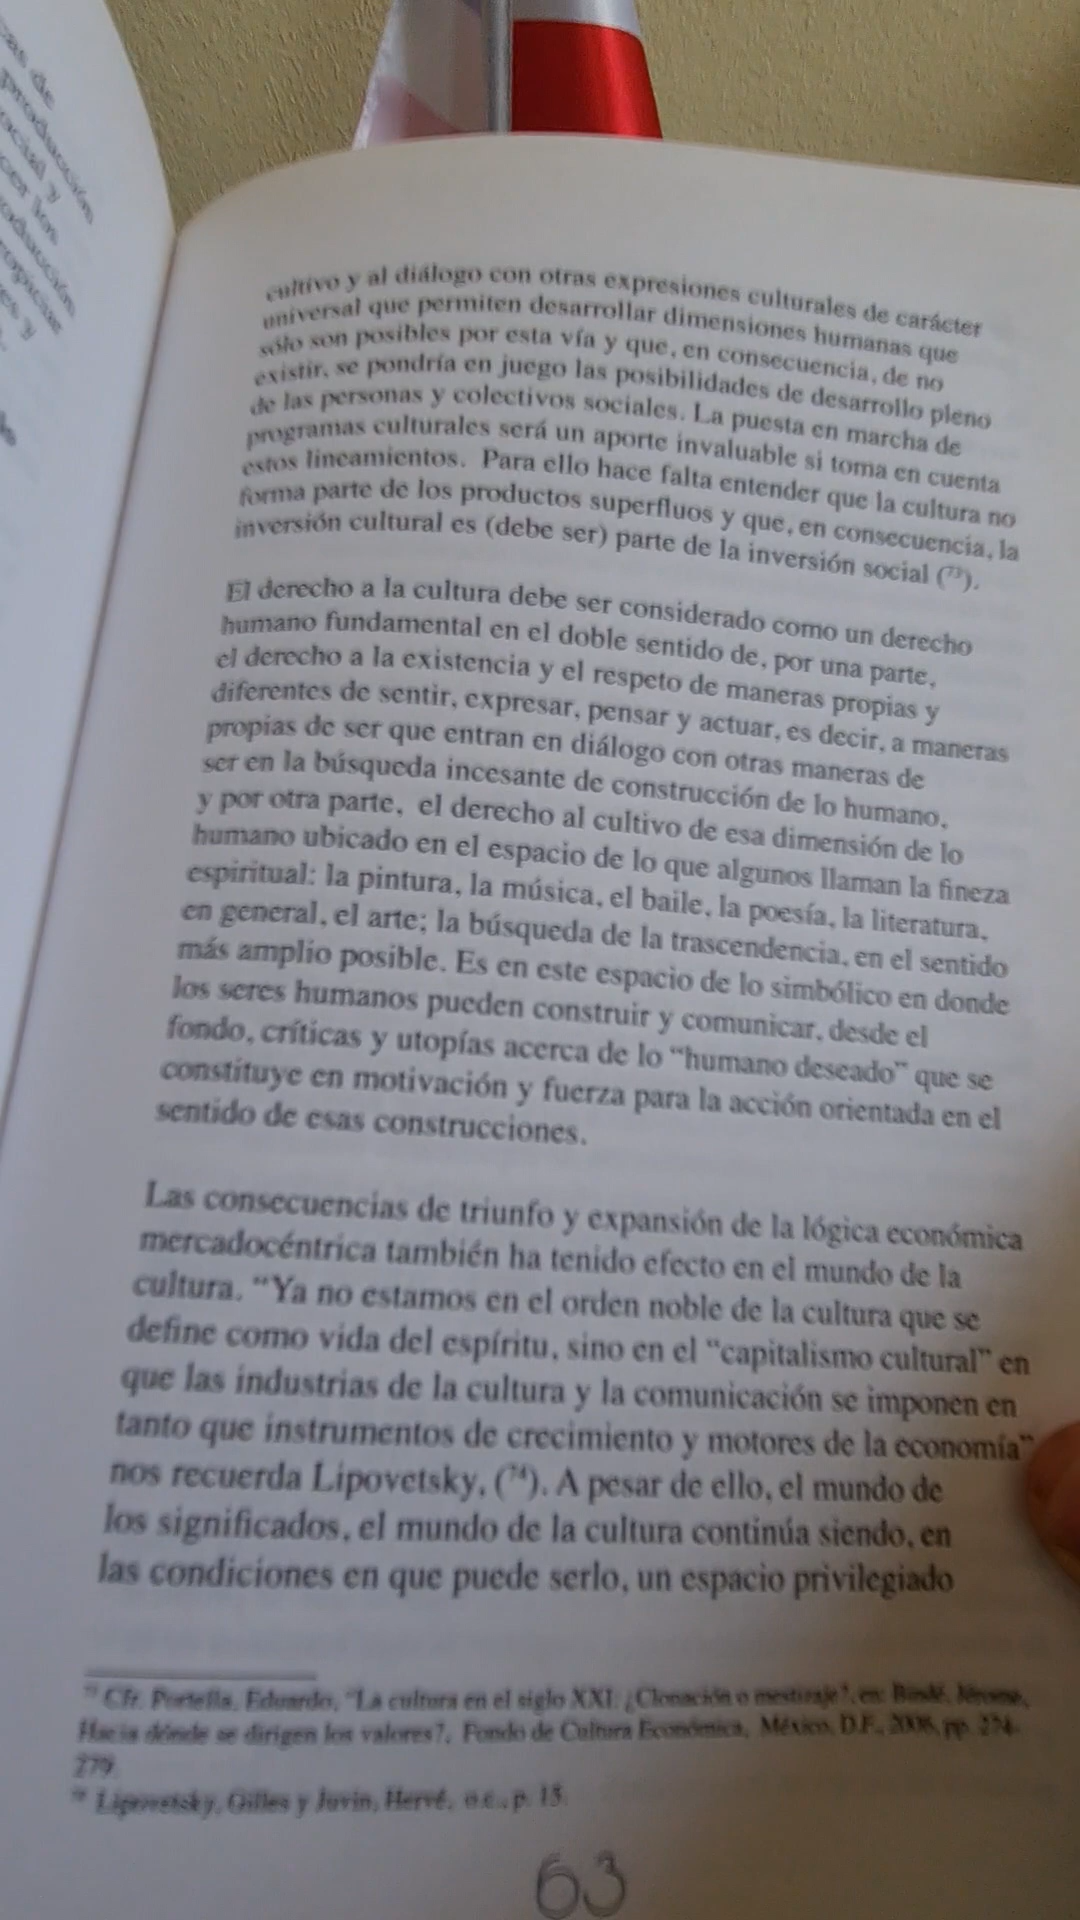 as de
producción
ocial y
cer los
oducción
ropiciar
es y
cultivo y al diálogo con otras expresiones culturales de carácter
universal que permiten desarrollar dimensiones humanas que
sólo son posibles por esta vía y que, en consecuencia, de no
existir, se pondría en juego las posibilidades de desarrollo pleno
de las personas y colectivos sociales. La puesta en marcha de
programas culturales será un aporte invaluable si toma en cuenta
estos lineamientos. Para ello hace falta entender que la cultura no
forma parte de los productos superfluos y que, en consecuencia, la
inversión cultural es (debe ser) parte de la inversión social (73).
El derecho a la cultura debe ser considerado como un derecho
humano fundamental en el doble sentido de, por una parte,
el derecho a la existencia y el respeto de maneras propias y
diferentes de sentir, expresar, pensar y actuar, es decir, a maneras
propias de ser que entran en diálogo con otras maneras de
ser en la búsqueda incesante de construcción de lo humano,
y por otra parte, el derecho al cultivo de esa dimensión de lo
humano ubicado en el espacio de lo que algunos llaman la fineza
espiritual: la pintura, la música, el baile, la poesía, la literatura,
en general, el arte; la búsqueda de la trascendencia, en el sentido
más amplio posible. Es en este espacio de lo simbólico en donde
los seres humanos pueden construir y comunicar, desde el
fondo, críticas y utopías acerca de lo “humano deseado” que se
constituye en motivación y fuerza para la acción orientada en el
sentido de esas construcciones.
Las consecuencias de triunfo y expansión de la lógica económica
mercadocéntrica también ha tenido efecto en el mundo de la
cultura. “Ya no estamos en el orden noble de la cultura que se
define como vida del espíritu, sino en el “capitalismo cultural” en
que las industrias de la cultura y la comunicación se imponen en
tanto que instrumentos de crecimiento y motores de la economía”
nos recuerda Lipovetsky, (74). A pesar de ello, el mundo de
los significados, el mundo de la cultura continúa siendo, en
las condiciones en que puede serlo, un espacio privilegiado
Cfr. Portella, Eduardo, “La cultura en el siglo XXI: ¿Clonación o mestizaje?, en: Bindé, Jérome,
Hacia dónde se dirigen los valores?, Fondo de Cultura Económica, México, D.F., 2006, pp. 274-
279.
Lipovetsky, Gilles y Juvin, Hervé, o.c., p. 15.
63